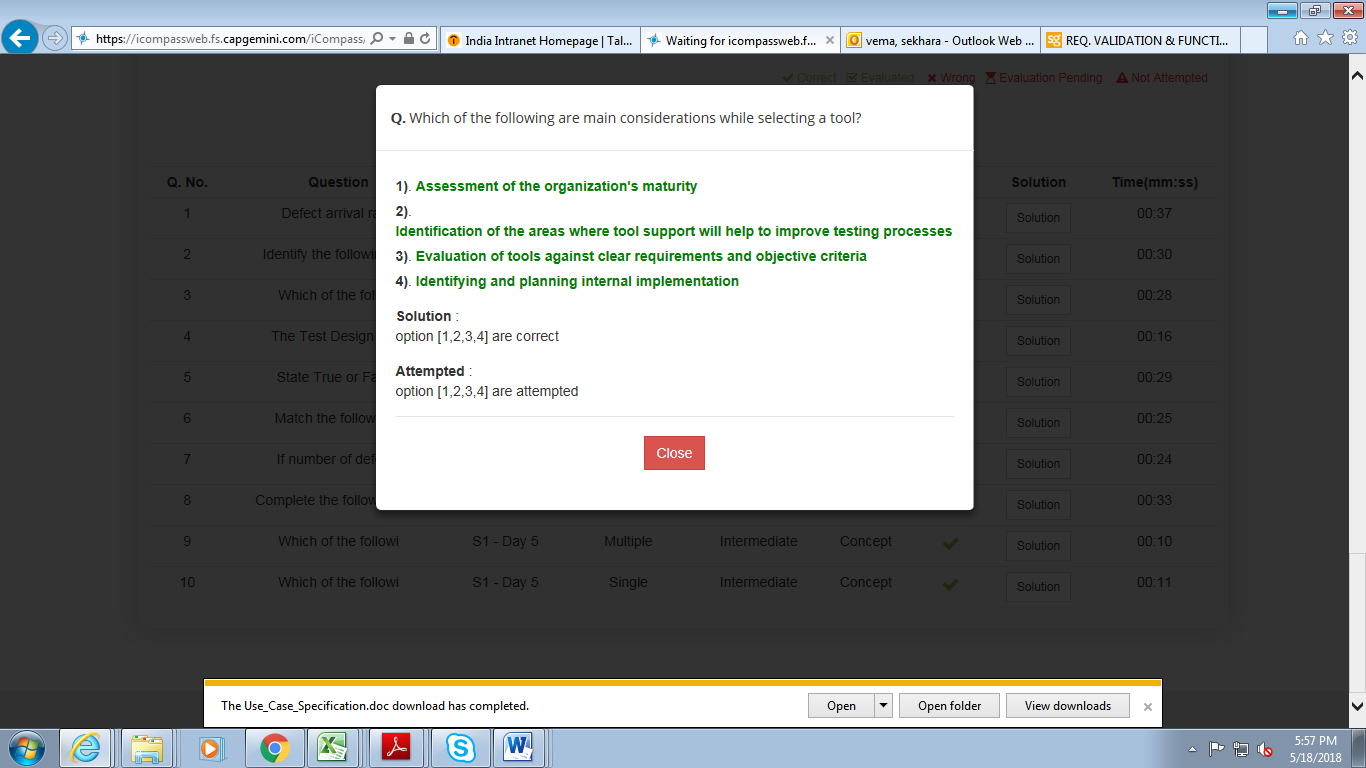 https://icompassweb.fs.capgemini.com/iCompass,
India Intranet Homepage | Tal...
Waiting for icompassweb.f...
vema, sekhara - Outlook Web ...
REQ. VALIDATION & FUNCTI...
Correct Evaluated Wrong Evaluation Pending Not Attempted
Q. Which of the following are main considerations while selecting a tool?
1). Assessment of the organization's maturity
2).
Identification of the areas where tool support will help to improve testing processes
3). Evaluation of tools against clear requirements and objective criteria
4). Identifying and planning internal implementation
Solution :
option [1,2,3,4] are correct
Attempted :
option [1,2,3,4] are attempted
Close
Q. No. Question Solution Time(mm:ss)
1 Defect arrival Solution 00:37
2 Identify the Solution 00:30
3 Which of the Solution 00:28
4 The Test Design Solution 00:16
5 State True or Solution 00:29
6 Match the Solution 00:25
7 If number of Solution 00:24
8 Complete the Solution 00:33
9 Which of the followi S1 - Day 5 Multiple Intermediate Concept Solution 00:10
10 Which of the followi S1 - Day 5 Single Intermediate Concept Solution 00:11
The Use_Case_Specification.doc download has completed.
Open
Open folder
View downloads
5:57 PM
5/18/2018